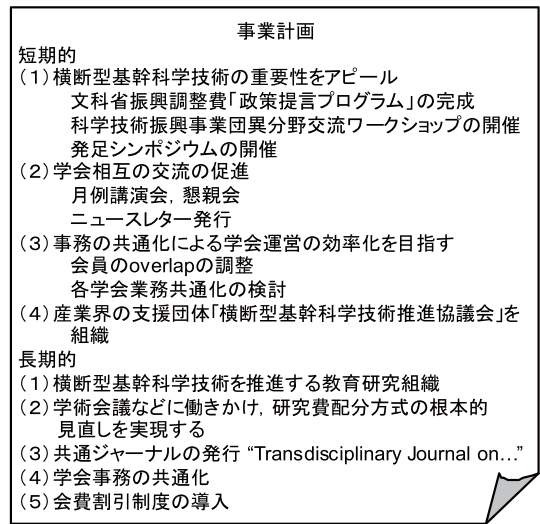 事業計画
短期的
（１）横断型基幹科学技術の重要性をアピール
文科省振興調整費「政策提言プログラム」の完成
科学技術振興事業団異分野交流ワークショップの開催
発足シンポジウムの開催
（２）学会相互の交流の促進
月例講演会，懇親会
ニュースレター発行
（３）事務の共通化による学会運営の効率化を目指す
会員のoverlapの調整
各学会業務共通化の検討
（４）産業界の支援団体「横断型基幹科学技術推進協議会」を
組織
長期的
（１）横断型基幹科学技術を推進する教育研究組織
（２）学術会議などに働きかけ，研究費配分方式の根本的
見直しを実現する
（３）共通ジャーナルの発行 “Transdisciplinary Journal on…”
（４）学会事務の共通化
（５）会費割引制度の導入